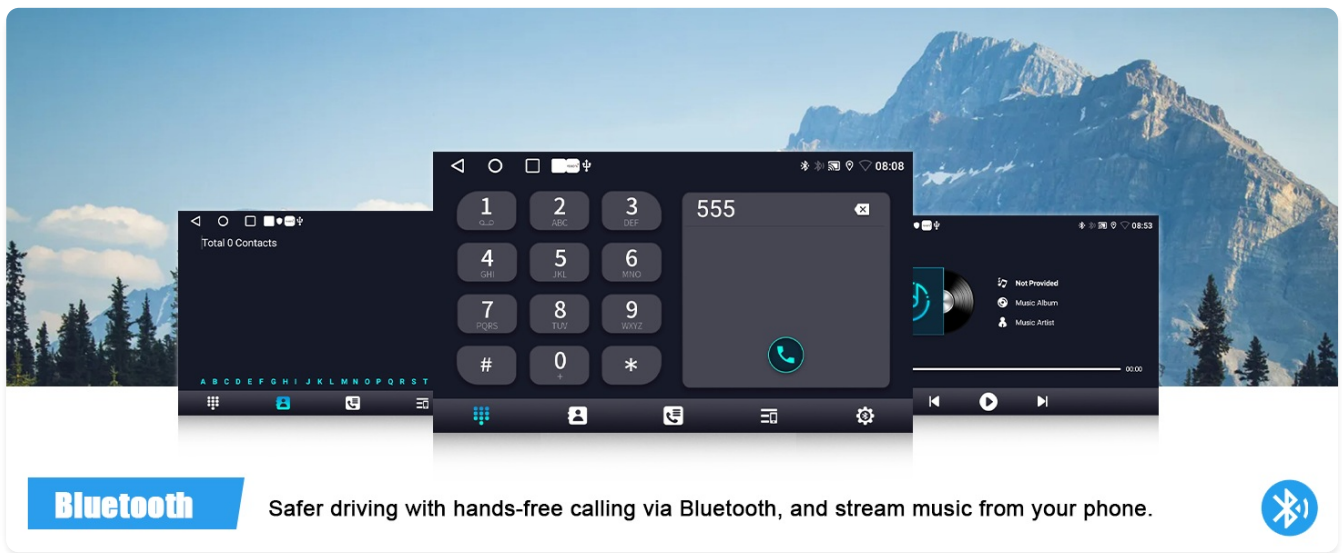 08:08
1 2 ABC 3 DEF
555
4 GHI 5 JKL 6 MNO
7 PQRS 8 TUV 9 WXYZ
# 0 + *
Total 0 Contacts
A B C D E F G H I J K L M N O P Q R S T
08:53
Not Provided
Music Album
Music Artist
00:00
Bluetooth
Safer driving with hands-free calling via Bluetooth, and stream music from your phone.